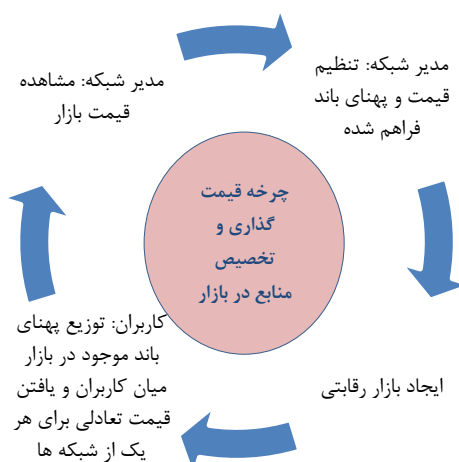 مدیر شبکه: تنظیم
قیمت و پهنای باند
فراهم شده
ایجاد بازار رقابتی
کاربران: توزیع پهنای
باند موجود در بازار
میان کاربران و یافتن
قیمت تعادلی برای هر
یک از شبکه ها
مدیر شبکه: مشاهده
قیمت بازار
چرخه قیمت
گذاری و
تخصیص
منابع در بازار